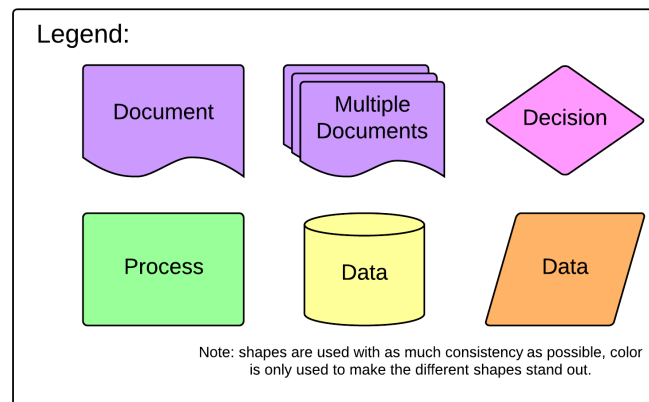 Legend:
Document
Multiple
Documents
Decision
Process
Data
Data
Note: shapes are used with as much consistency as possible, color
is only used to make the different shapes stand out.